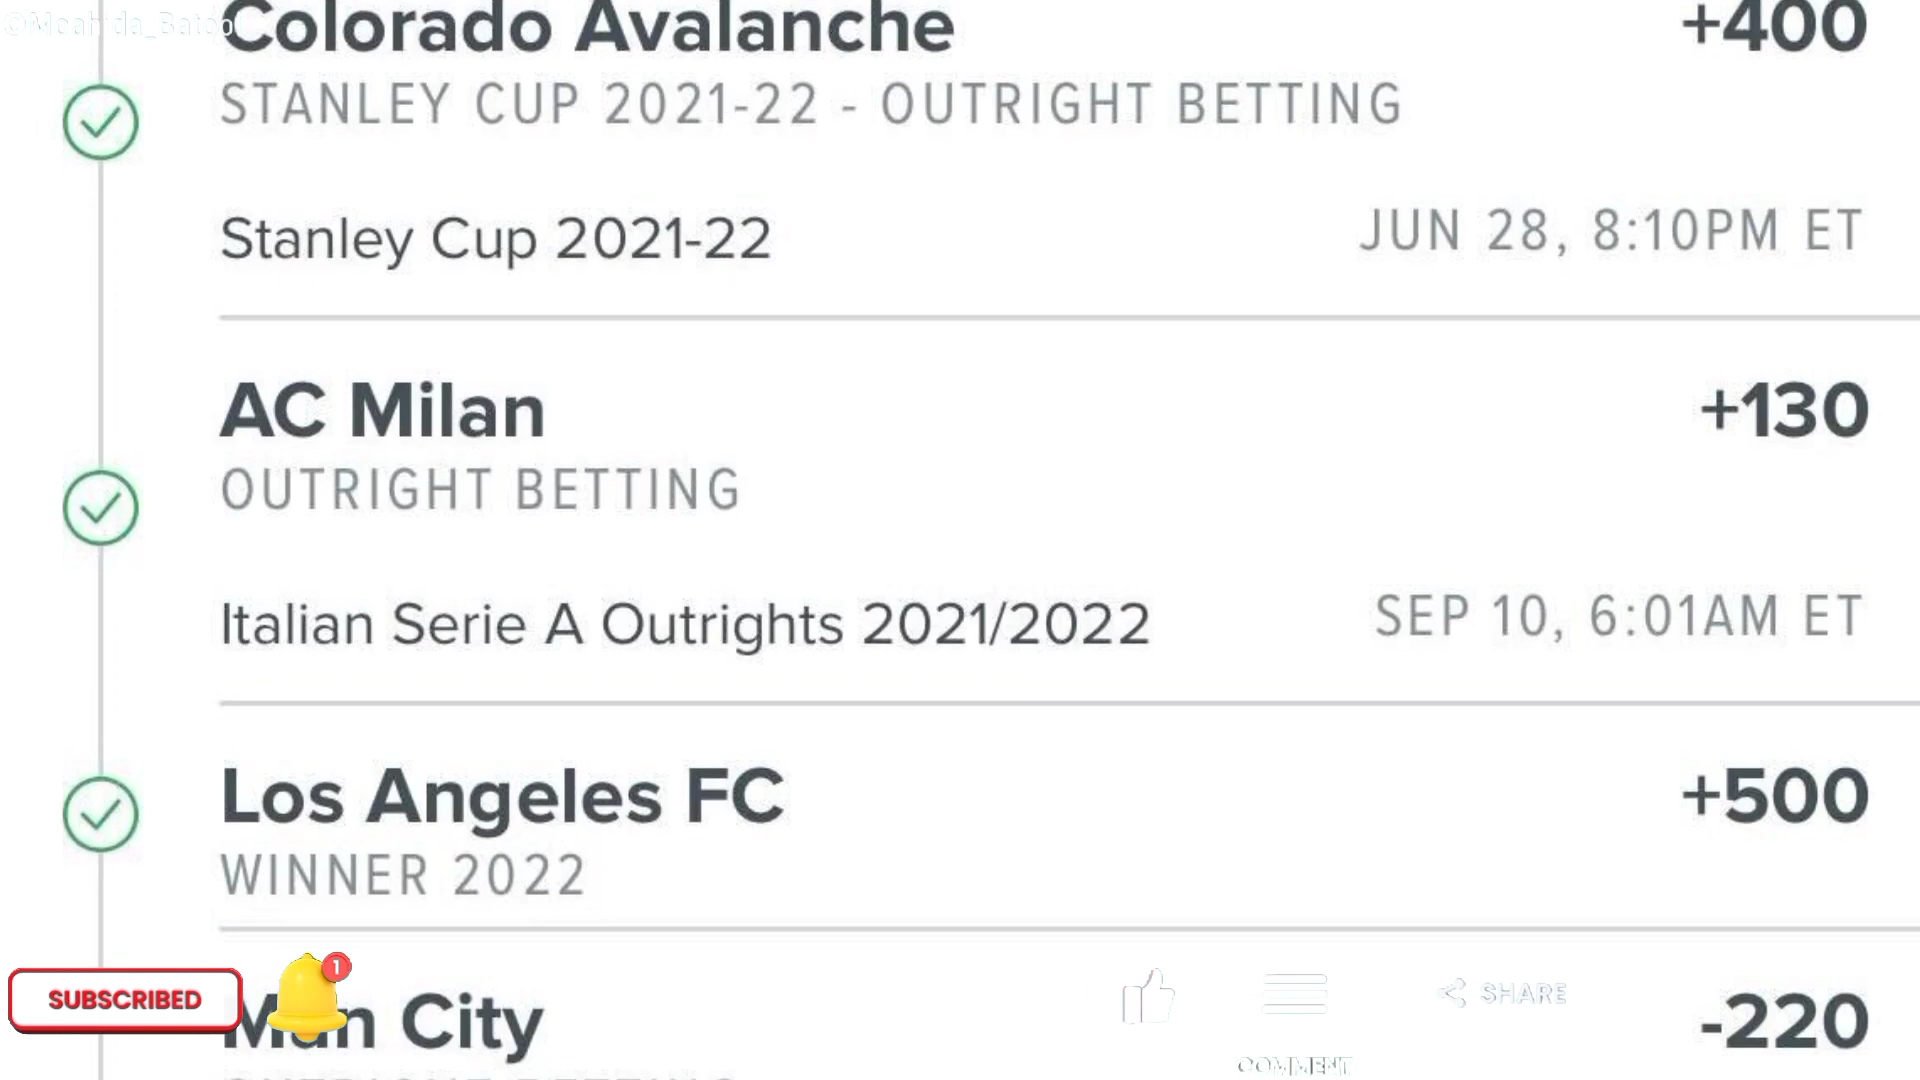 Colorado Avalanche +400
STANLEY CUP 2021-22 - OUTRIGHT BETTING
Stanley Cup 2021-22 JUN 28, 8:10PM ET
AC Milan +130
OUTRIGHT BETTING
Italian Serie A Outrights 2021/2022 SEP 10, 6:01AM ET
Los Angeles FC +500
WINNER 2022
SUBSCRIBED 1 SHARE
Man City -220
COMMENT